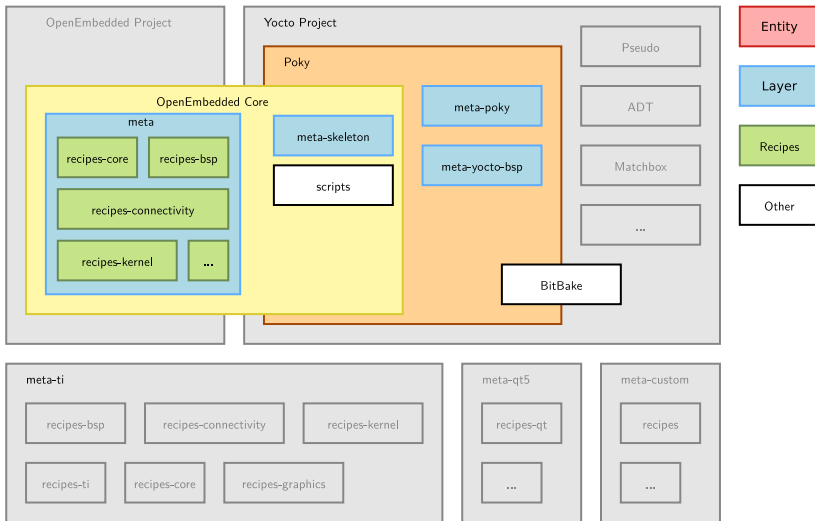 OpenEmbedded Project
Yocto Project
Poky
Pseudo
Entity
OpenEmbedded Core
meta
meta-skeleton
meta-poky
ADT
Layer
recipes-core
recipes-bsp
scripts
meta-yocto-bsp
Matchbox
Recipes
recipes-connectivity
...
Other
recipes-kernel
...
BitBake
meta-ti
recipes-bsp
recipes-connectivity
recipes-kernel
recipes-ti
recipes-core
recipes-graphics
meta-qt5
recipes-qt
...
meta-custom
recipes
...